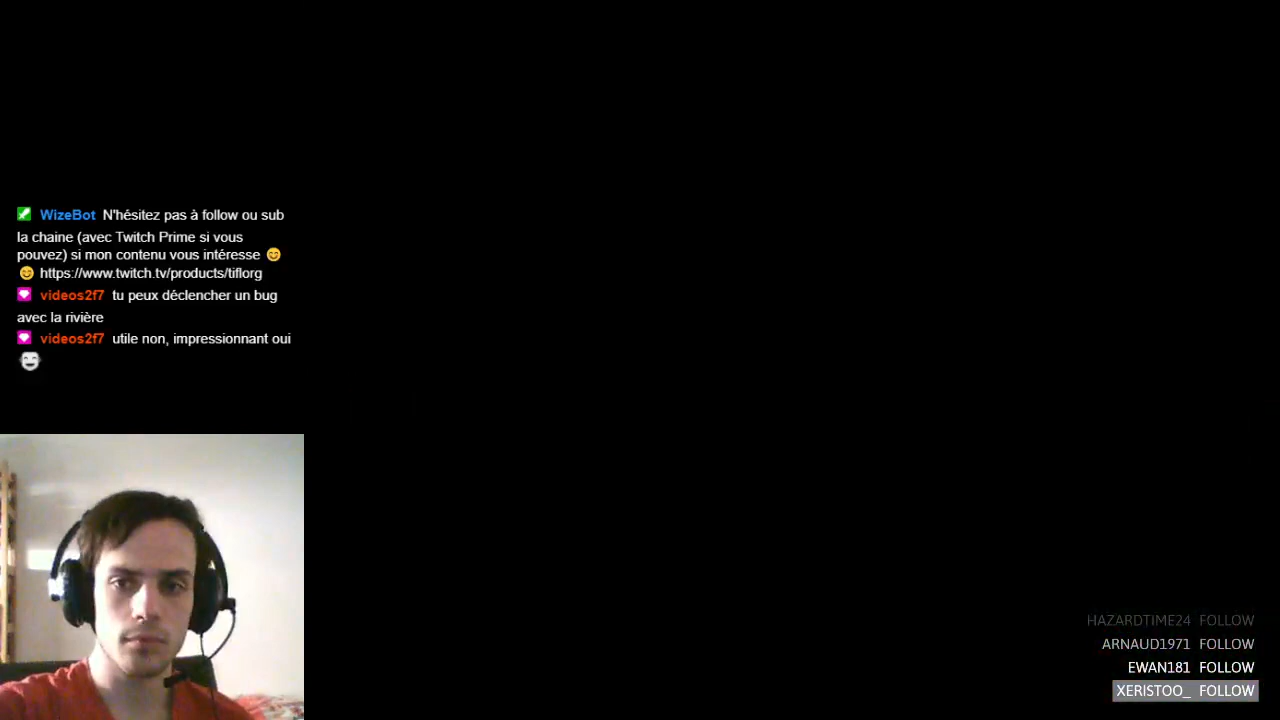 WizeBot N'hésitez pas à follow ou sub
la chaine (avec Twitch Prime si vous
pouvez) si mon contenu vous intéresse 😊
😊 https://www.twitch.tv/products/tiflorg
videos2f7 tu peux déclencher un bug
avec la rivière
videos2f7 utile non, impressionnant oui
HAZARDTIME24 FOLLOW
ARNAUD1971 FOLLOW
EWAN181 FOLLOW
XERISTOO_ FOLLOW